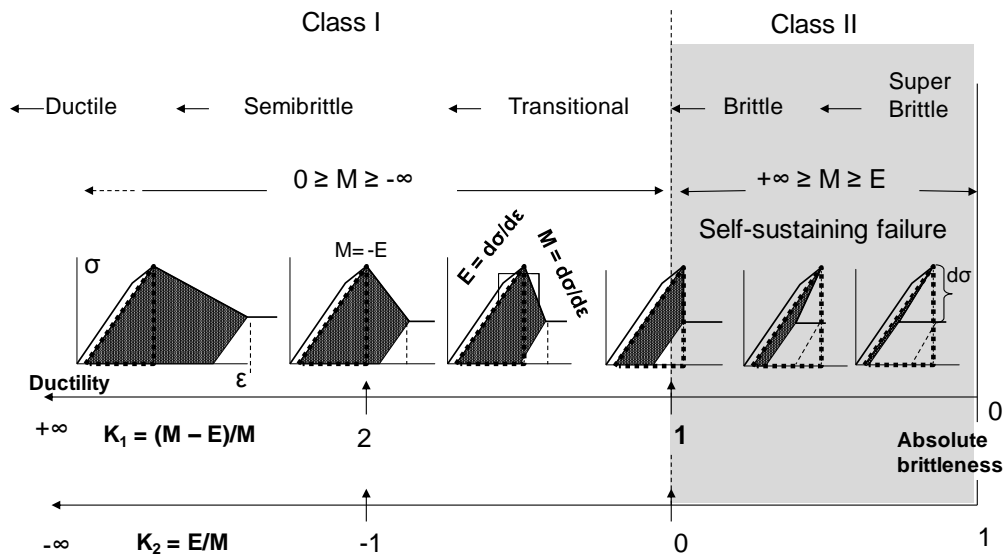 Class I
Class II
Ductile
Semibrittle
Transitional
Brittle
Super
Brittle
0 ≥ M ≥ -∞
+∞ ≥ M ≥ E
Self-sustaining failure
σ
M= -E
E = dσ/dε
M = dσ/dε
dσ
ε
Ductility
0
+∞
K₁ = (M – E)/M
2
1
Absolute
brittleness
-∞
K₂ = E/M
-1
0
1